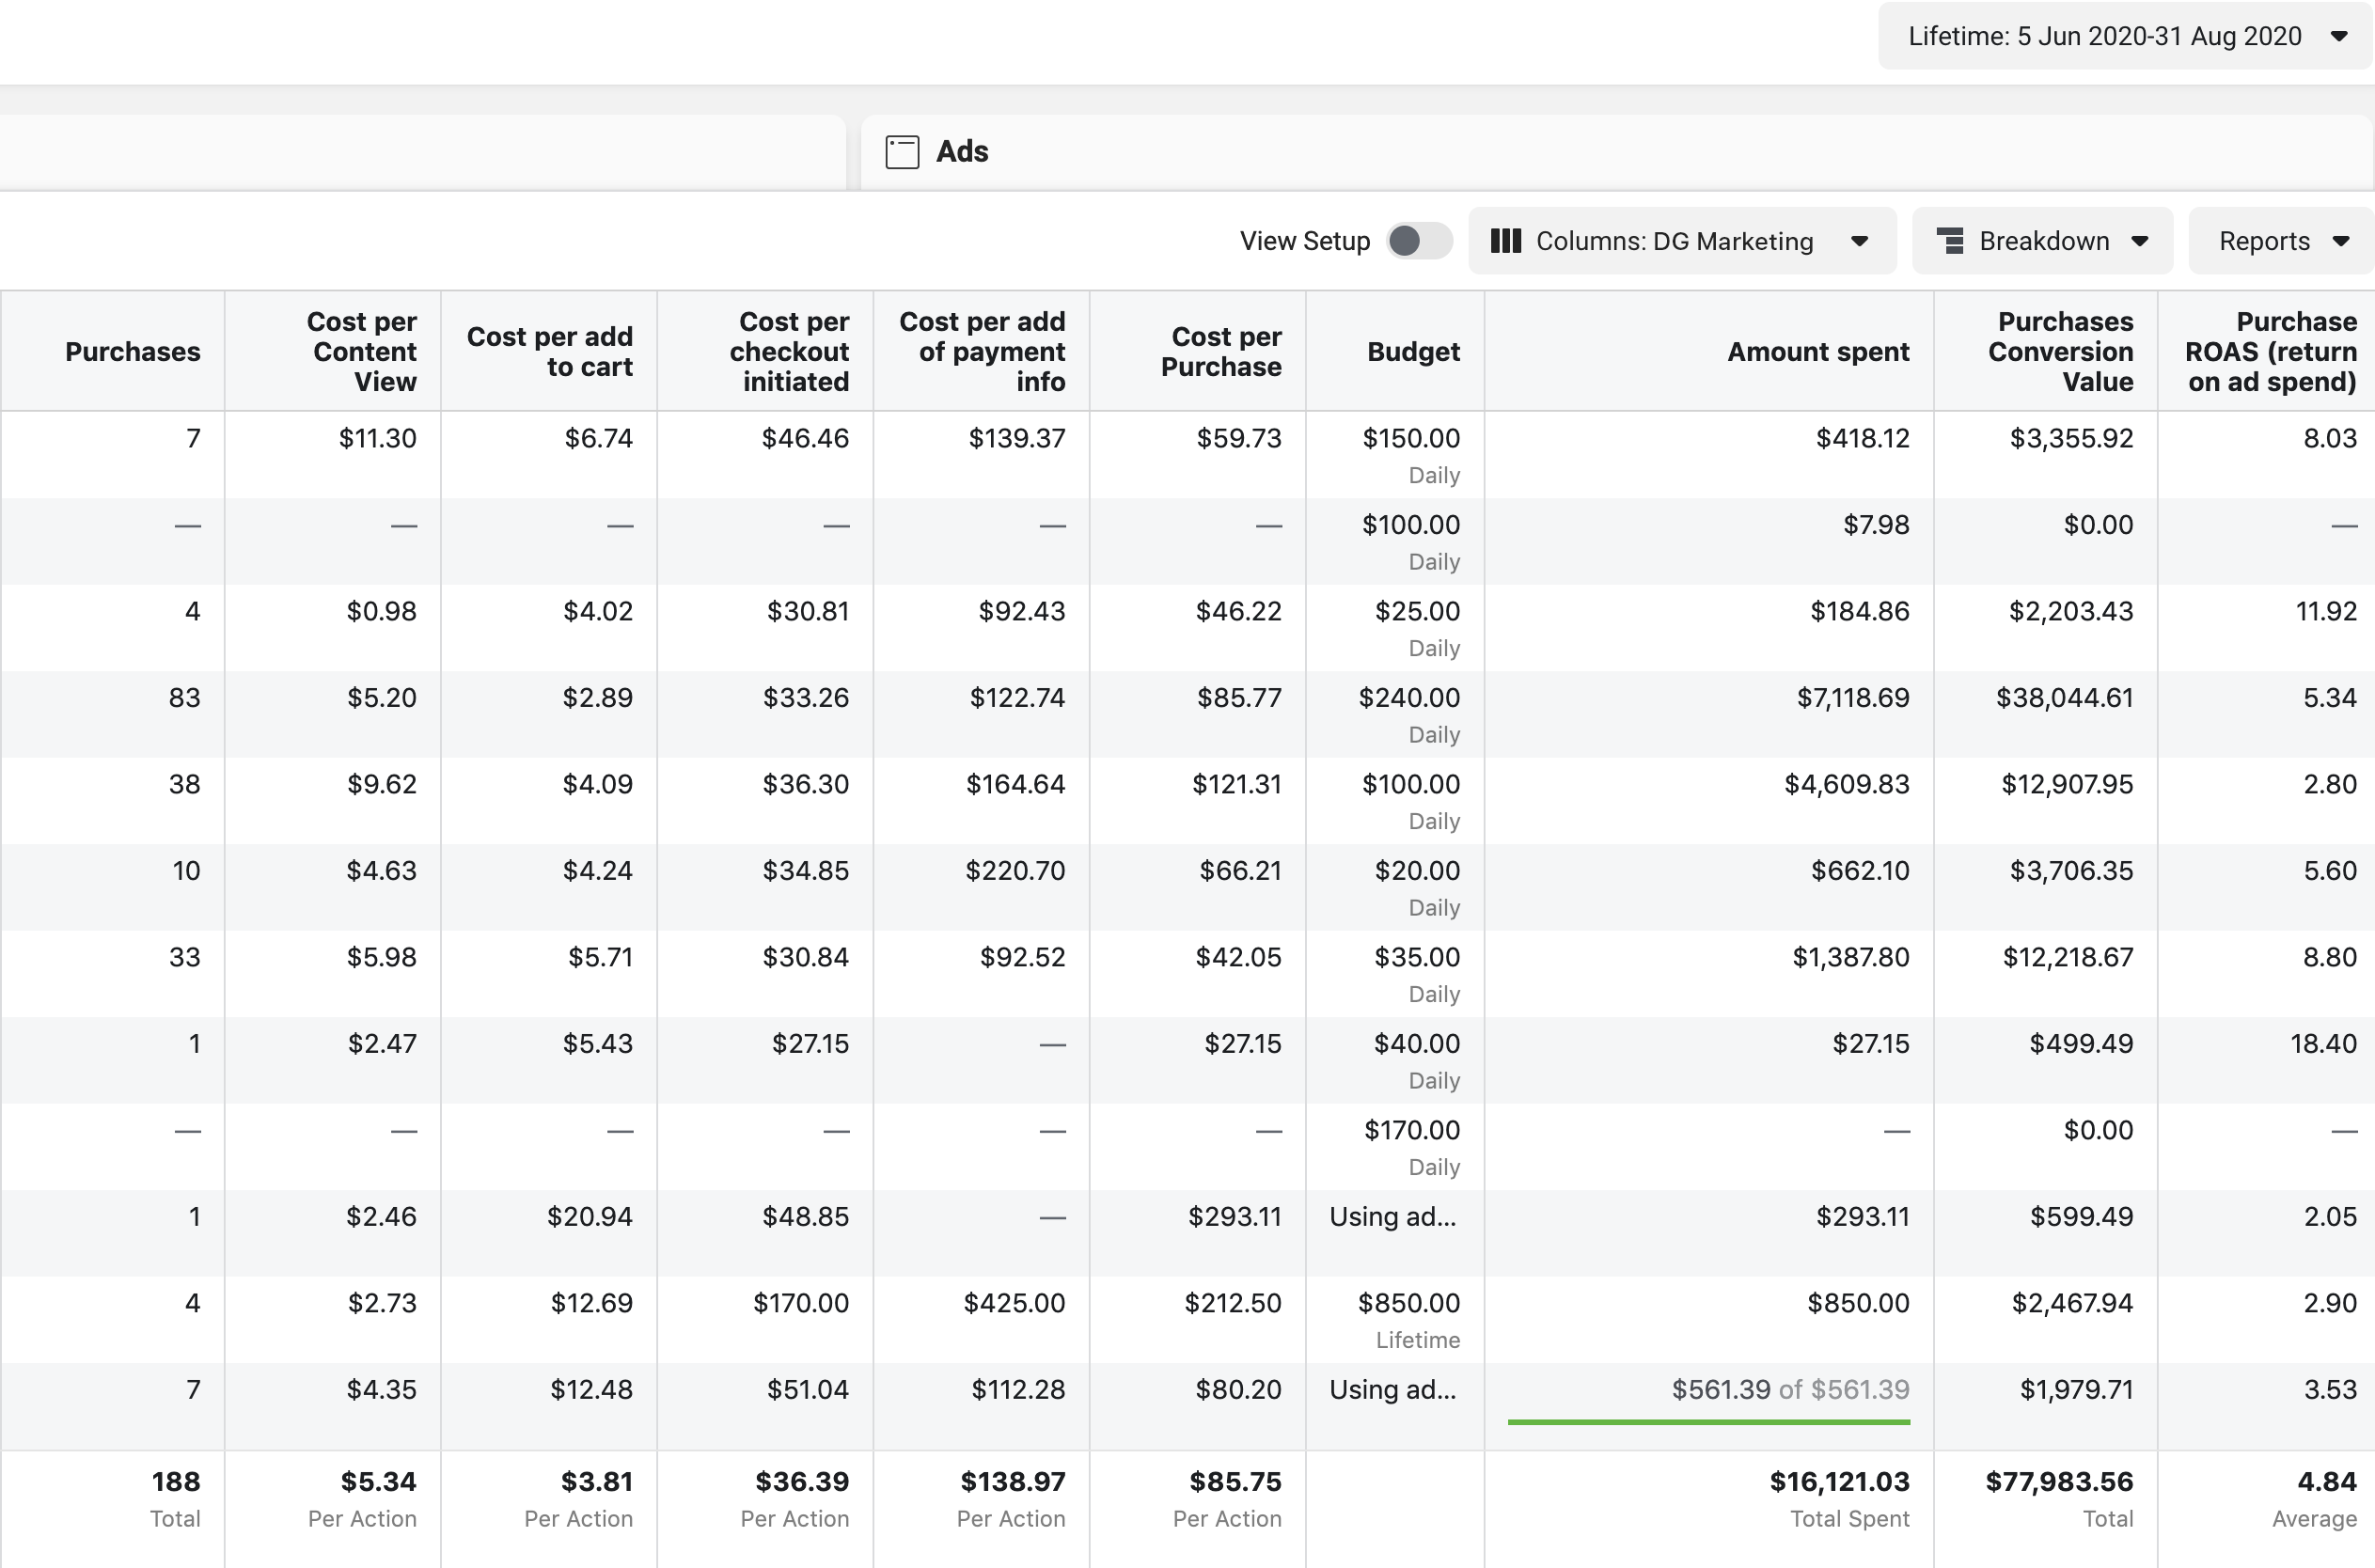 Lifetime: 5 Jun 2020-31 Aug 2020
Ads
View Setup Columns: DG Marketing Breakdown Reports
Purchases Cost per Content View Cost per add to cart Cost per checkout initiated Cost per add of payment info Cost per Purchase Budget Amount spent Purchases Conversion Value Purchase ROAS (return on ad spend)
7 $11.30 $6.74 $46.46 $139.37 $59.73 $150.00 $418.12 $3,355.92 8.03
Daily
— — — — — — $100.00 $7.98 $0.00 —
Daily
4 $0.98 $4.02 $30.81 $92.43 $46.22 $25.00 $184.86 $2,203.43 11.92
Daily
83 $5.20 $2.89 $33.26 $122.74 $85.77 $240.00 $7,118.69 $38,044.61 5.34
Daily
38 $9.62 $4.09 $36.30 $164.64 $121.31 $100.00 $4,609.83 $12,907.95 2.80
Daily
10 $4.63 $4.24 $34.85 $220.70 $66.21 $20.00 $662.10 $3,706.35 5.60
Daily
33 $5.98 $5.71 $30.84 $92.52 $42.05 $35.00 $1,387.80 $12,218.67 8.80
Daily
1 $2.47 $5.43 $27.15 — $27.15 $40.00 $27.15 $499.49 18.40
Daily
— — — — — — $170.00 — $0.00 —
Daily
1 $2.46 $20.94 $48.85 — $293.11 Using ad... $293.11 $599.49 2.05
4 $2.73 $12.69 $170.00 $425.00 $212.50 $850.00 $850.00 $2,467.94 2.90
Lifetime
7 $4.35 $12.48 $51.04 $112.28 $80.20 Using ad... $561.39 of $561.39 $1,979.71 3.53
188 $5.34 $3.81 $36.39 $138.97 $85.75 $16,121.03 $77,983.56 4.84
Total Per Action Per Action Per Action Per Action Per Action Total Spent Total Average